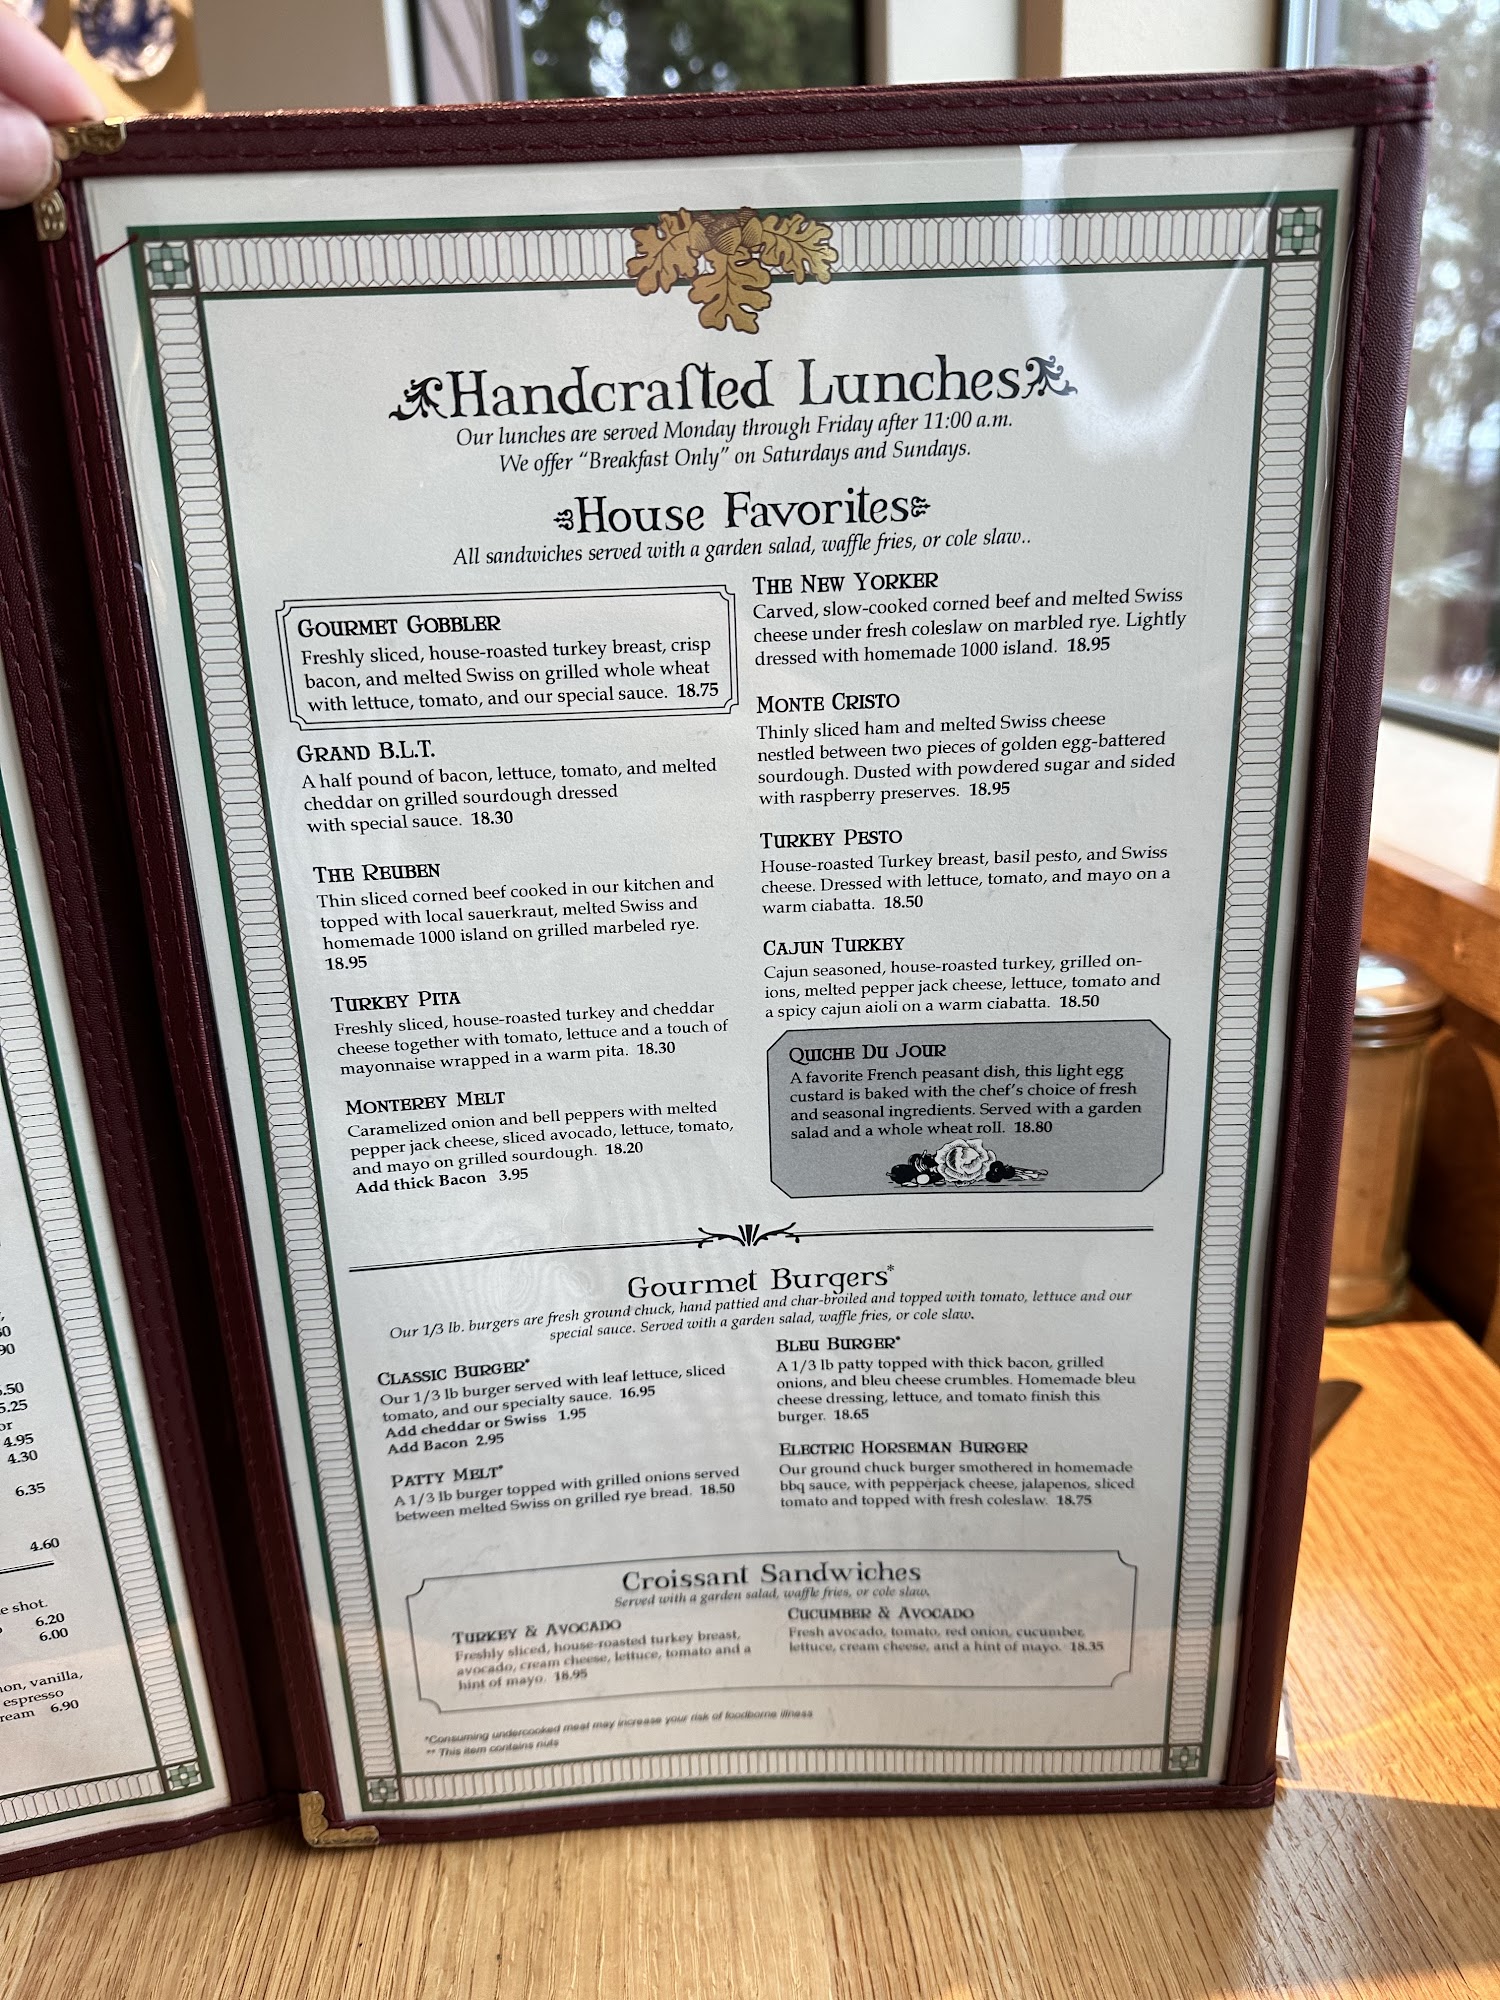 Handcrafted Lunches
Our lunches are served Monday through Friday after 11:00 a.m.
We offer "Breakfast Only" on Saturdays and Sundays.
House Favorites
All sandwiches served with a garden salad, waffle fries, or cole slaw..
GOURMET GOBBLER
Freshly sliced, house-roasted turkey breast, crisp
bacon, and melted Swiss on grilled whole wheat
with lettuce, tomato, and our special sauce. 18.75
GRAND B.L.T.
A half pound of bacon, lettuce, tomato, and melted
cheddar on grilled sourdough dressed
with special sauce. 18.30
THE REUBEN
Thin sliced corned beef cooked in our kitchen and
topped with local sauerkraut, melted Swiss and
homemade 1000 island on grilled marbeled rye.
18.95
TURKEY PITA
Freshly sliced, house-roasted turkey and cheddar
cheese together with tomato, lettuce and a touch of
mayonnaise wrapped in a warm pita. 18.30
MONTEREY MELT
Caramelized onion and bell peppers with melted
pepper jack cheese, sliced avocado, lettuce, tomato,
and mayo on grilled sourdough. 18.20
Add thick Bacon 3.95
THE NEW YORKER
Carved, slow-cooked corned beef and melted Swiss
cheese under fresh coleslaw on marbled rye. Lightly
dressed with homemade 1000 island. 18.95
MONTE CRISTO
Thinly sliced ham and melted Swiss cheese
nestled between two pieces of golden egg-battered
sourdough. Dusted with powdered sugar and sided
with raspberry preserves. 18.95
TURKEY PESTO
House-roasted Turkey breast, basil pesto, and Swiss
cheese. Dressed with lettuce, tomato, and mayo on a
warm ciabatta. 18.50
CAJUN TURKEY
Cajun seasoned, house-roasted turkey, grilled on-
ions, melted pepper jack cheese, lettuce, tomato and
a spicy cajun aioli on a warm ciabatta. 18.50
QUICHE DU JOUR
A favorite French peasant dish, this light egg
custard is baked with the chef's choice of fresh
and seasonal ingredients. Served with a garden
salad and a whole wheat roll. 18.80
Gourmet Burgers*
Our 1/3 lb. burgers are fresh ground chuck, hand pattied and char-broiled and topped with tomato, lettuce and our
special sauce. Served with a garden salad, waffle fries, or cole slaw.
CLASSIC BURGER*
Our 1/3 lb burger served with leaf lettuce, sliced
tomato, and our specialty sauce. 16.95
Add cheddar or Swiss 1.95
Add Bacon 2.95
PATTY MELT*
A 1/3 lb burger topped with grilled onions served
between melted Swiss on grilled rye bread. 18.50
BLEU BURGER*
A 1/3 lb patty topped with thick bacon, grilled
onions, and bleu cheese crumbles. Homemade bleu
cheese dressing, lettuce, and tomato finish this
burger. 18.65
ELECTRIC HORSEMAN BURGER
Our ground chuck burger smothered in homemade
bbq sauce, with pepperjack cheese, jalapenos, sliced
tomato and topped with fresh coleslaw. 18.75
Croissant Sandwiches
Served with a garden salad, waffle fries, or cole slaw.
TURKEY & AVOCADO
Freshly sliced, house-roasted turkey breast,
avocado, cream cheese, lettuce, tomato and a
hint of mayo. 18.95
CUCUMBER & AVOCADO
Fresh avocado, tomato, red onion, cucumber,
lettuce, cream cheese, and a hint of mayo. 18.35
*Consuming undercooked meat may increase your risk of foodborne illness
** This item contains nuts
5.25
or
4.95
4.30
6.35
4.60
shot.
6.20
6.00
vanilla,
espresso
6.90